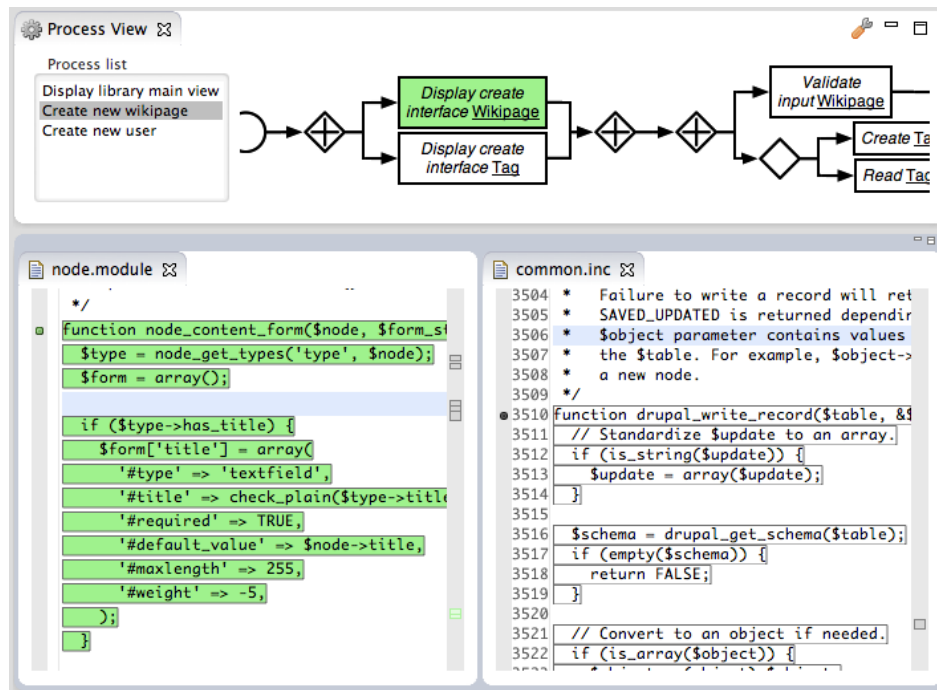 Process View
Process list
Display library main view
Create new wikipage
Create new user
Display create
interface Wikipage
Display create
interface Tag
Validate
input Wikipage
Create Ta
Read Tag
node.module
*/
function node_content_form($node, $form_st
$type = node_get_types('type', $node);
$form = array();
if ($type->has_title) {
$form['title'] = array(
'#type' => 'textfield',
'#title' => check_plain($type->title
'#required' => TRUE,
'#default_value' => $node->title,
'#maxlength' => 255,
'#weight' => -5,
);
}
common.inc
3504 * Failure to write a record will ret
3505 * SAVED_UPDATED is returned dependin
3506 * $object parameter contains values
3507 * the $table. For example, $object->
3508 * a new node.
3509 */
3510 function drupal_write_record($table, &$
3511 // Standardize $update to an array.
3512 if (is_string($update)) {
3513 $update = array($update);
3514 }
3515
3516 $schema = drupal_get_schema($table);
3517 if (empty($schema)) {
3518 return FALSE;
3519 }
3520
3521 // Convert to an object if needed.
3522 if (is_array($object)) {